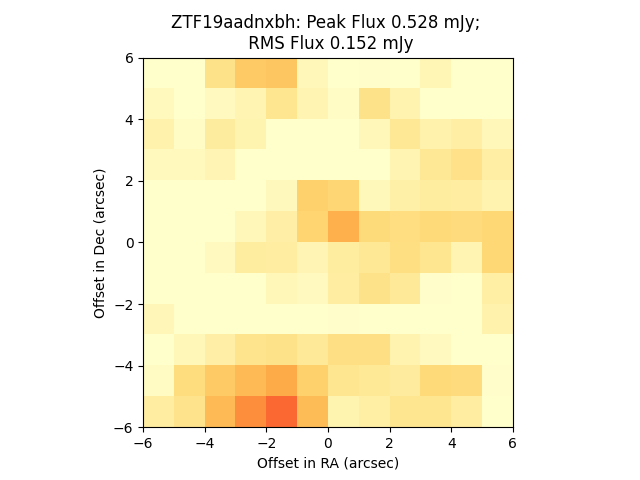 ZTF19aadnxbh: Peak Flux 0.528 mJy;
RMS Flux 0.152 mJy
6
4
2
0
−2
−4
−6
Offset in Dec (arcsec)
−6 −4 −2 0 2 4 6
Offset in RA (arcsec)